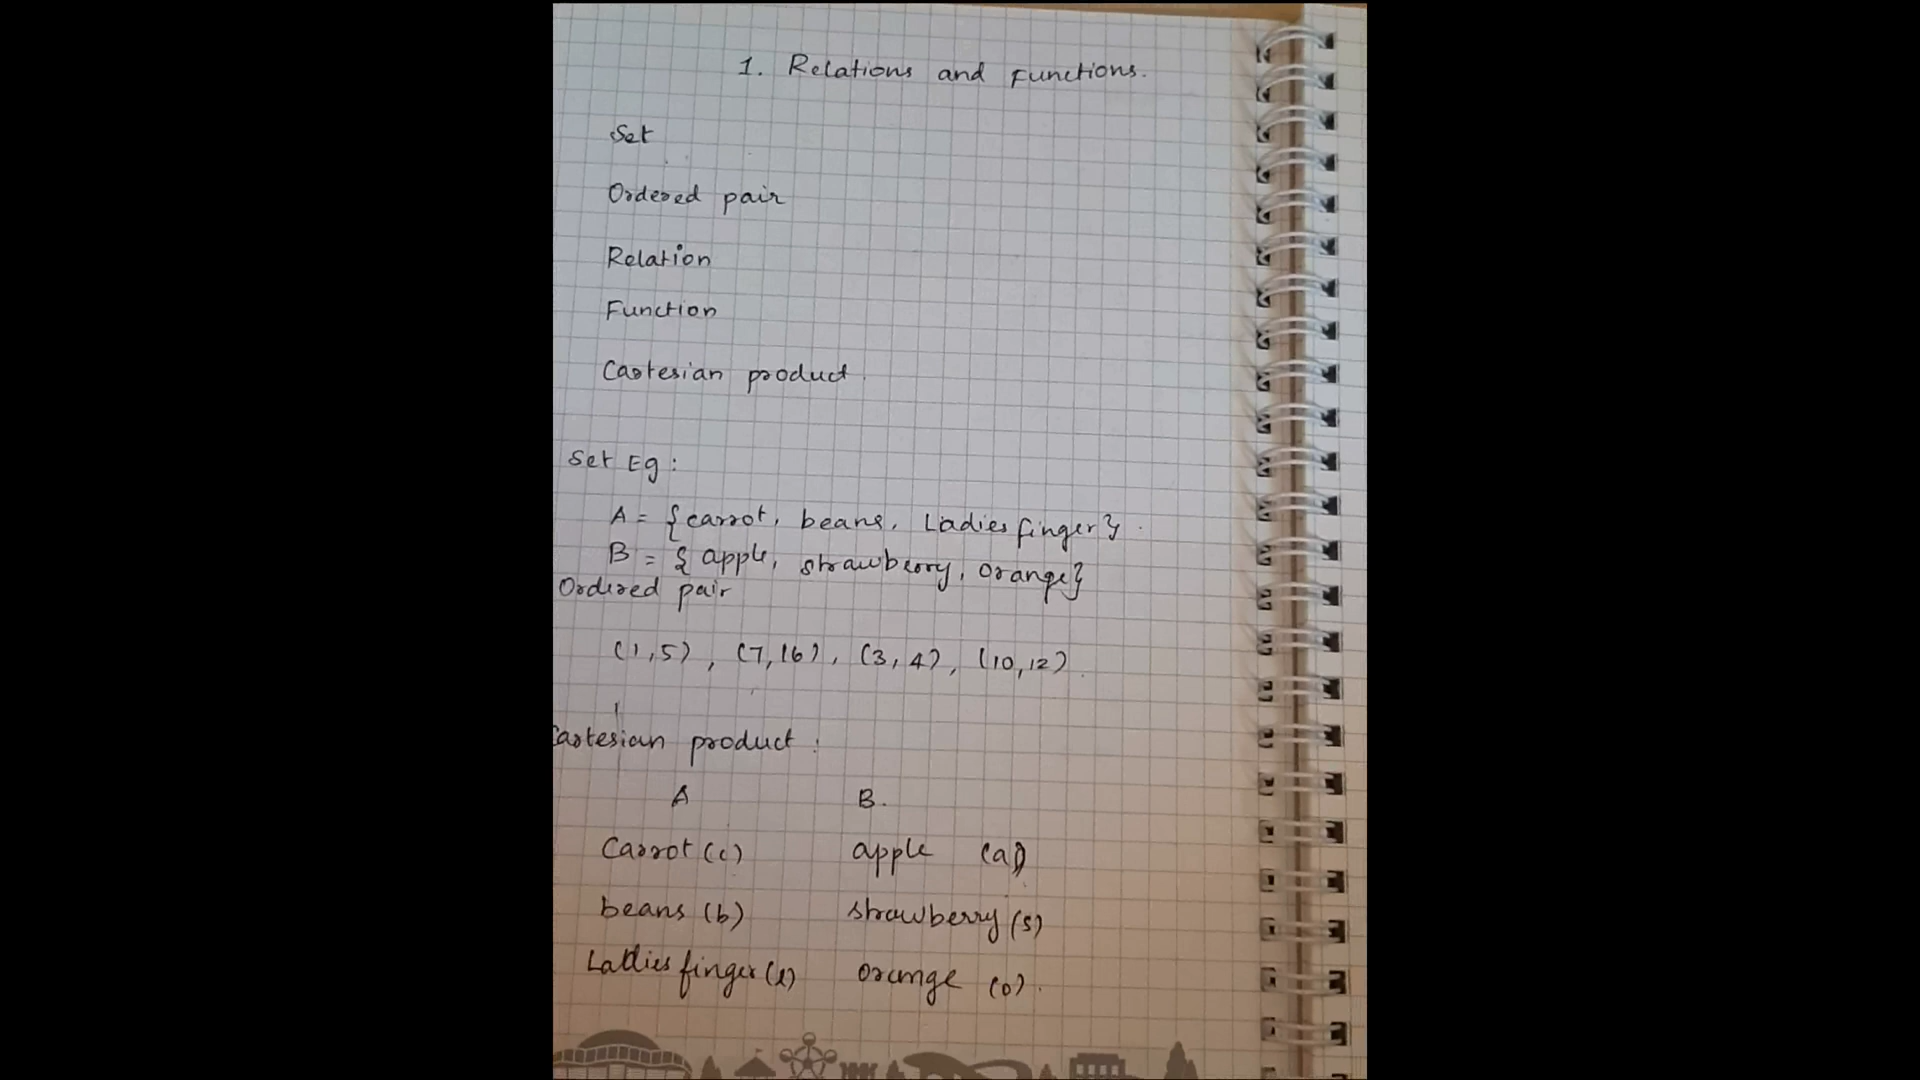 1. Relations and Functions.
Set
Ordered pair
Relation
Function
Cartesian product.
Set Eg:
A = {carrot, beans, Ladies finger}.
B = {apple, strawberry, orange}
Ordered pair
(1,5), (7,16), (3,4), (10,12).
Cartesian product:
A B.
Carrot (c) apple (a)
beans (b) strawberry (s)
Ladies finger (l) orange (o).